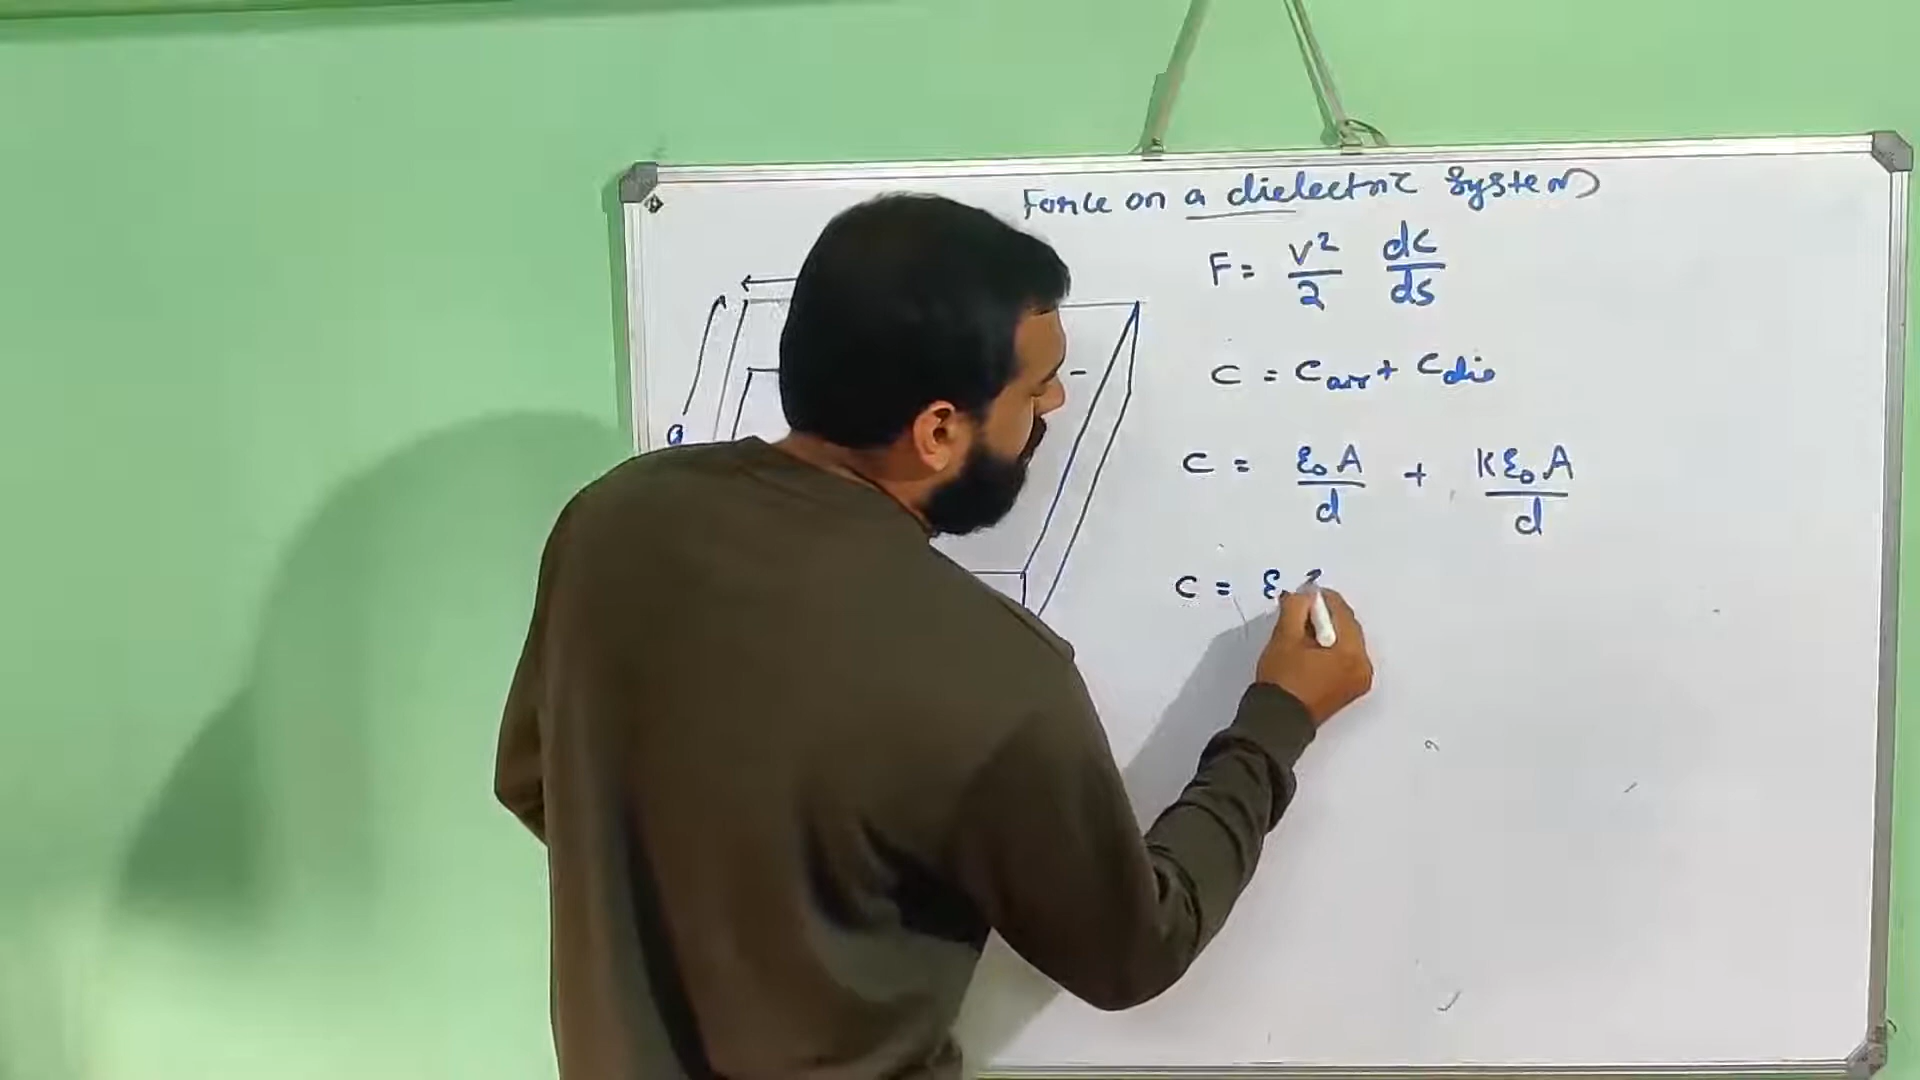 Force on a dielectric system
F = V²/2 dC/ds
C = Cair + Cdie
a
C = ε₀A/d + Kε₀A/d
C = ε₀